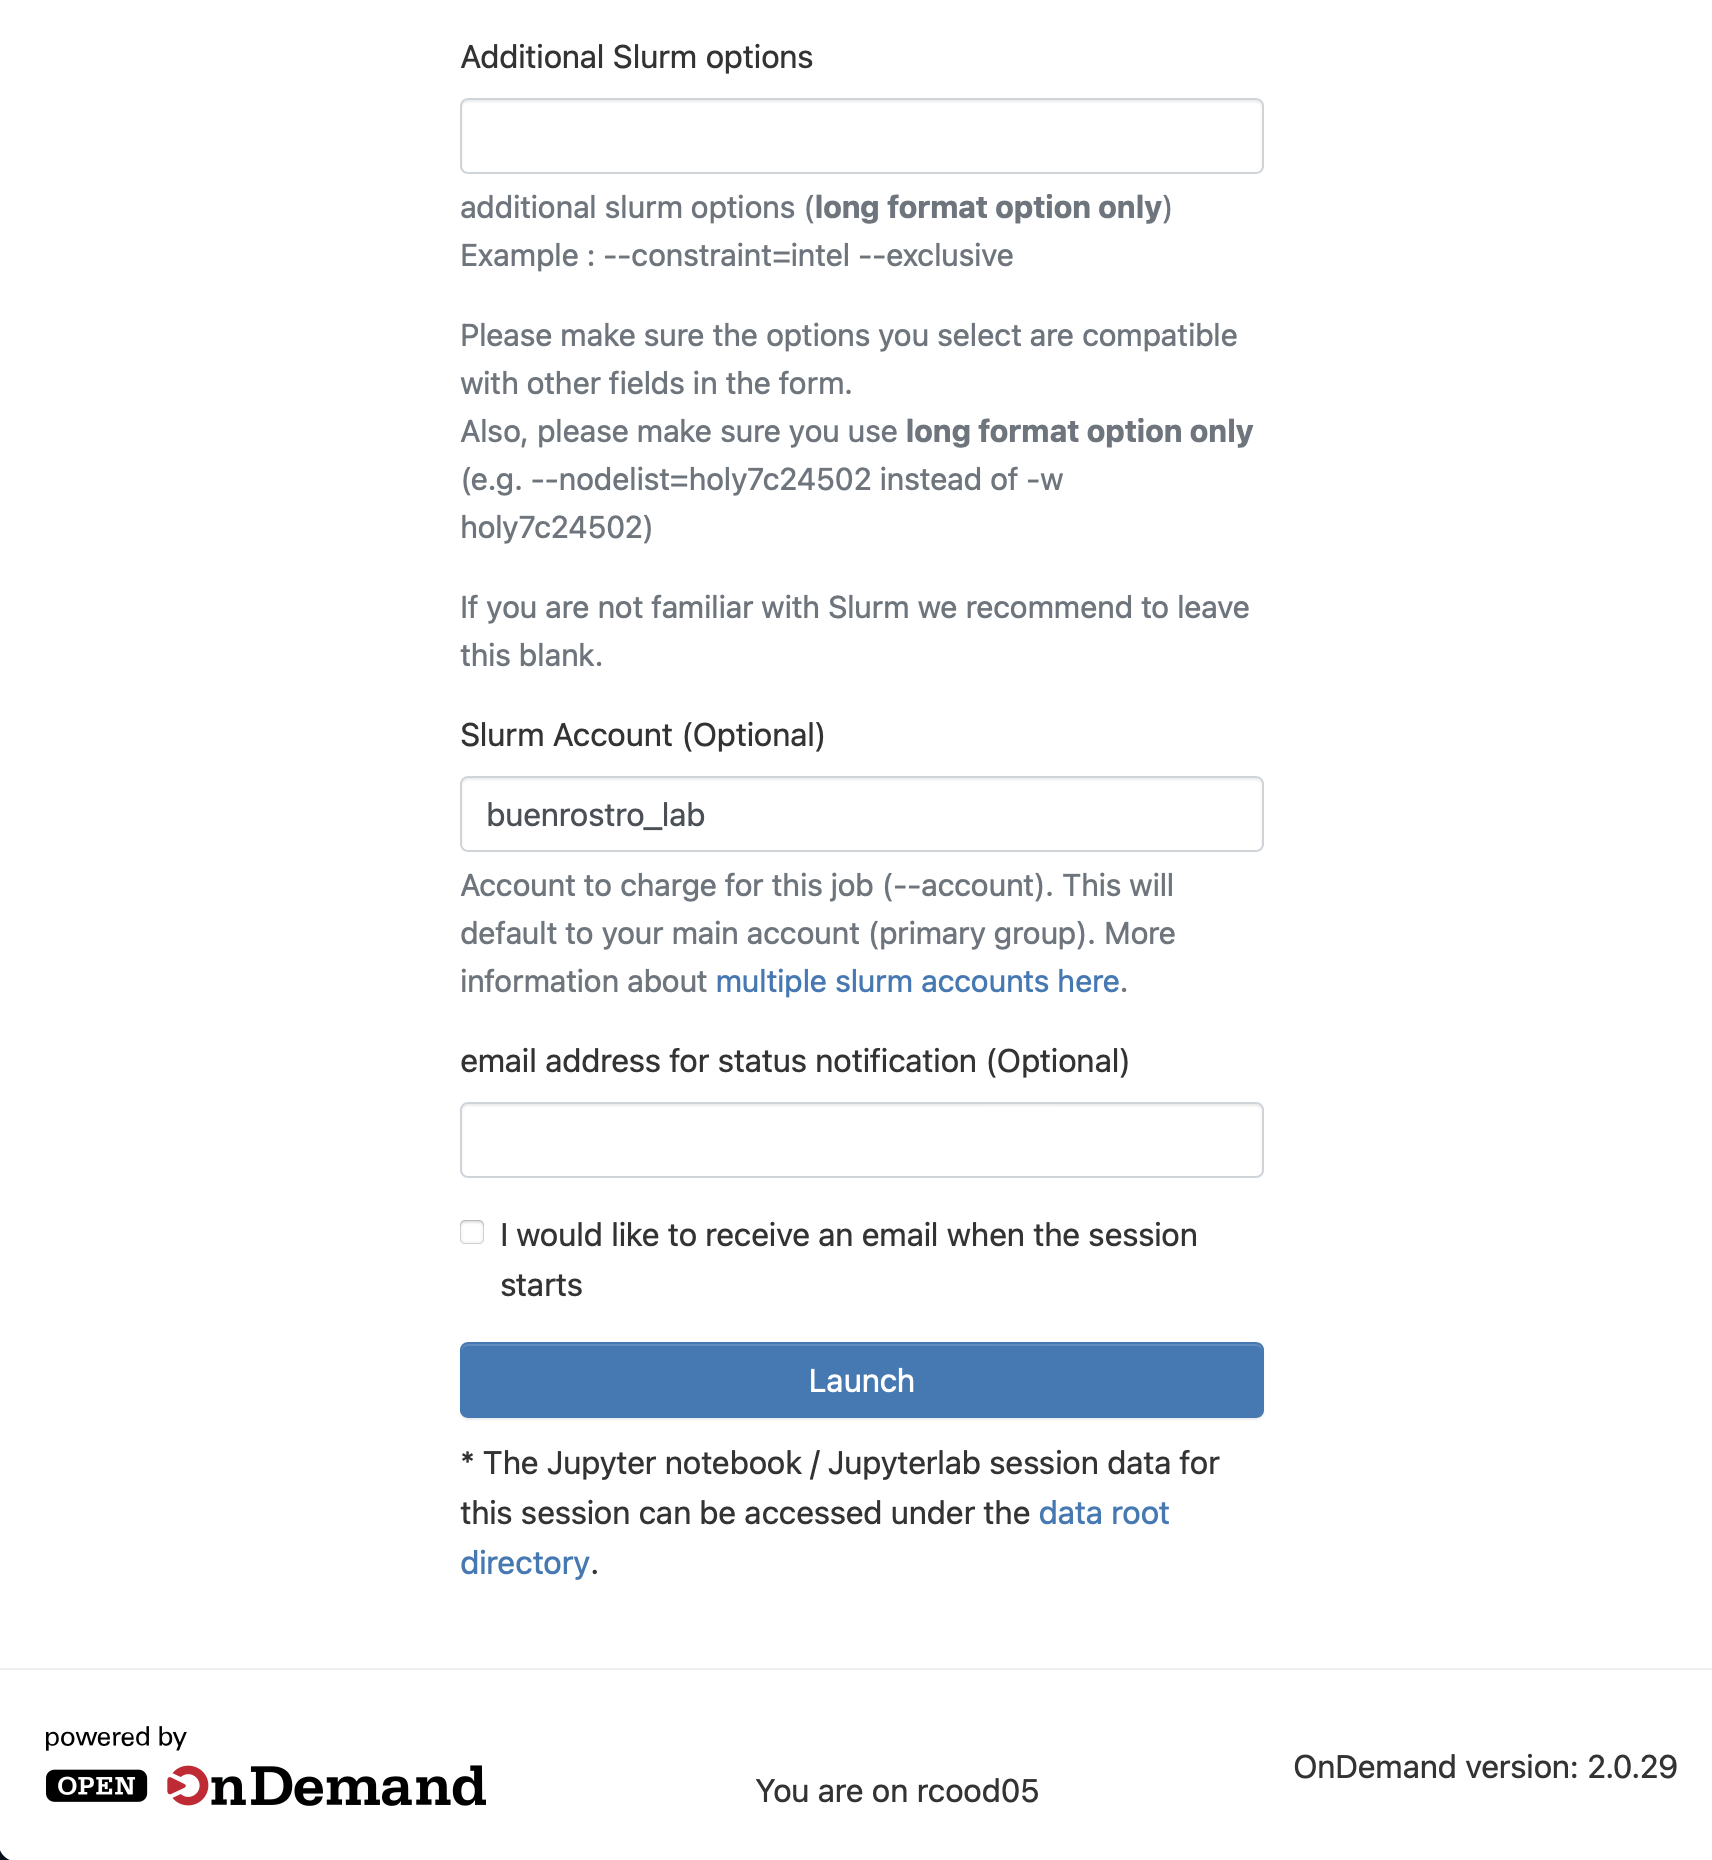 Additional Slurm options
additional slurm options (long format option only)
Example : --constraint=intel --exclusive
Please make sure the options you select are compatible
with other fields in the form.
Also, please make sure you use long format option only
(e.g. --nodelist=holy7c24502 instead of -w
holy7c24502)
If you are not familiar with Slurm we recommend to leave
this blank.
Slurm Account (Optional)
buenrostro_lab
Account to charge for this job (--account). This will
default to your main account (primary group). More
information about multiple slurm accounts here.
email address for status notification (Optional)
I would like to receive an email when the session
starts
Launch
* The Jupyter notebook / Jupyterlab session data for
this session can be accessed under the data root
directory.
powered by
OPEN OnDemand
You are on rcood05
OnDemand version: 2.0.29